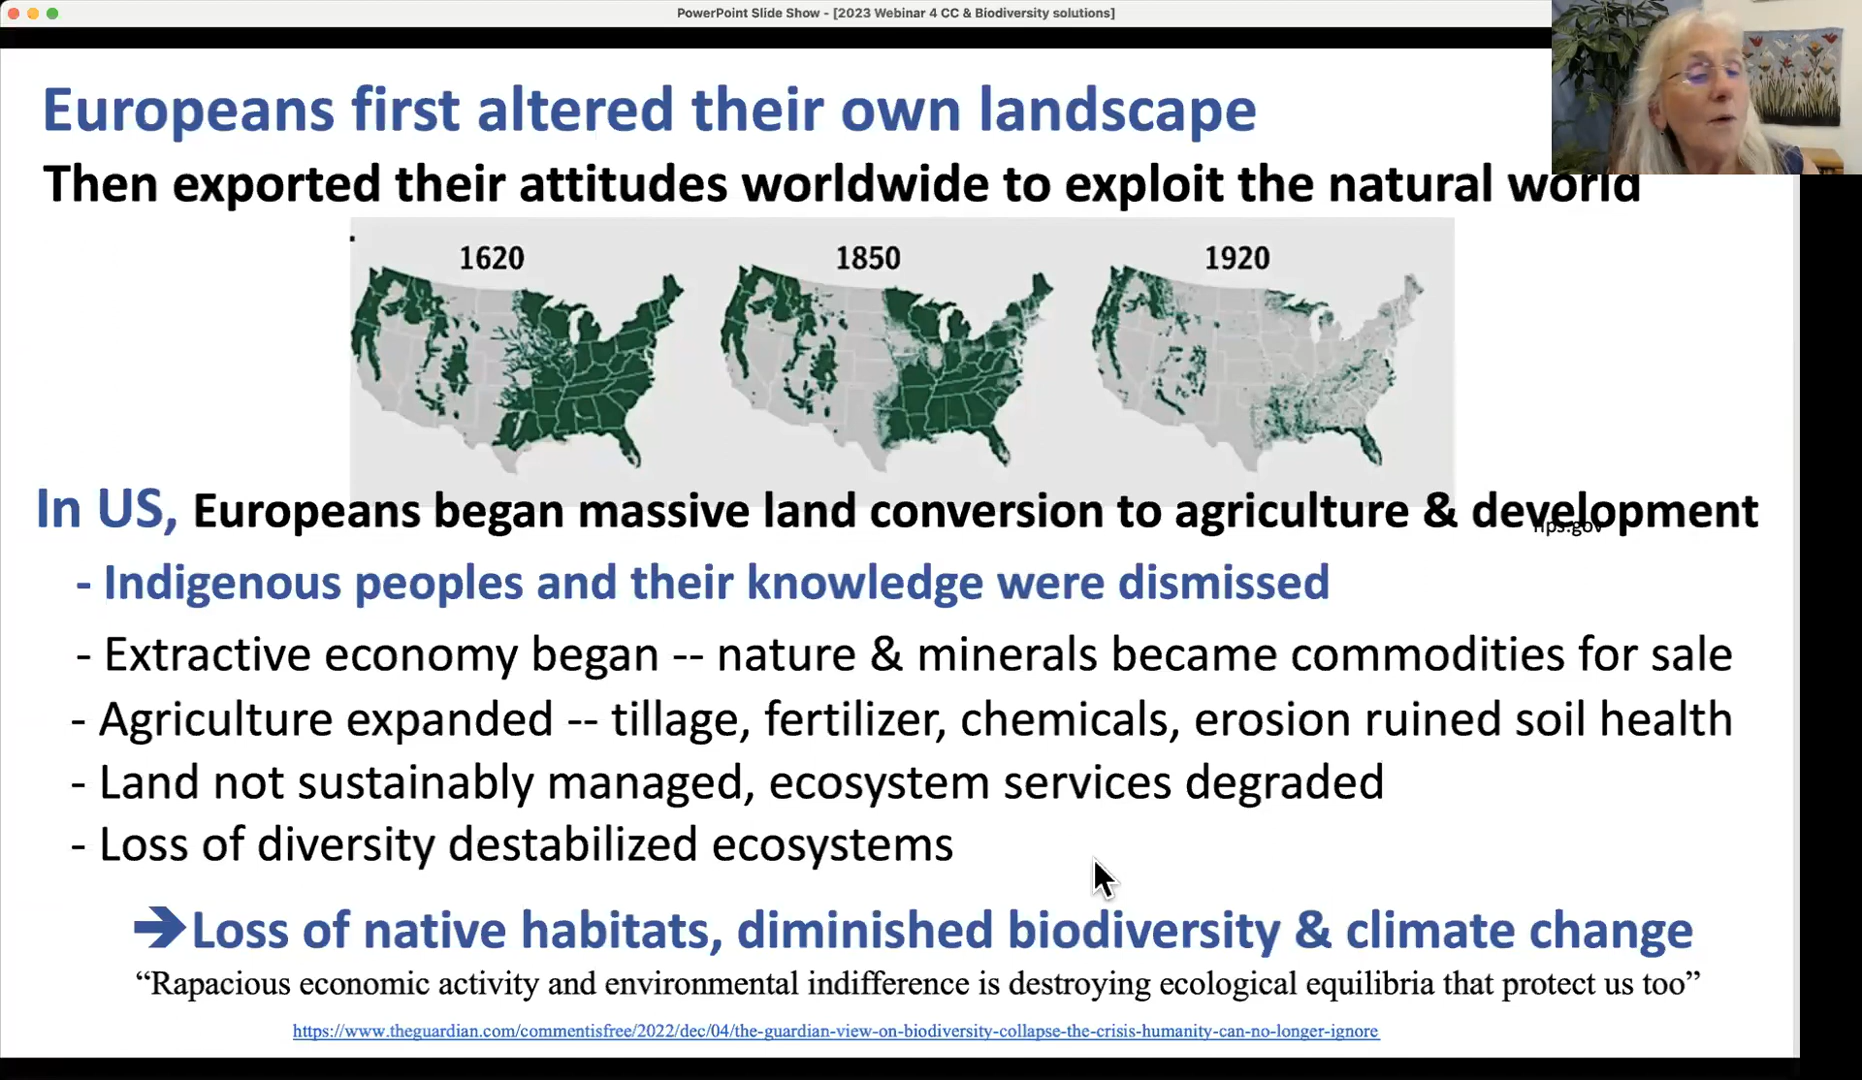 PowerPoint Slide Show - [2023 Webinar 4 CC & Biodiversity solutions]
Europeans first altered their own landscape
Then exported their attitudes worldwide to exploit the natural world
1620 1850 1920
In US, Europeans began massive land conversion to agriculture & development
nps.gov
- Indigenous peoples and their knowledge were dismissed
- Extractive economy began -- nature & minerals became commodities for sale
- Agriculture expanded -- tillage, fertilizer, chemicals, erosion ruined soil health
- Land not sustainably managed, ecosystem services degraded
- Loss of diversity destabilized ecosystems
➔Loss of native habitats, diminished biodiversity & climate change
“Rapacious economic activity and environmental indifference is destroying ecological equilibria that protect us too”
https://www.theguardian.com/commentisfree/2022/dec/04/the-guardian-view-on-biodiversity-collapse-the-crisis-humanity-can-no-longer-ignore